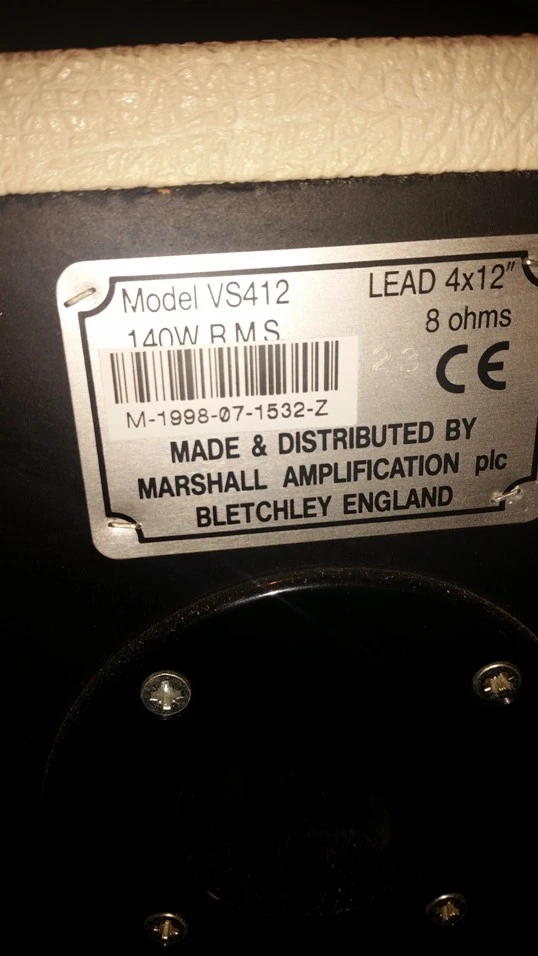 Model VS412
LEAD 4x12"
140W R.M.S.
8 ohms
23
CE
M-1998-07-1532-Z
MADE & DISTRIBUTED BY
MARSHALL AMPLIFICATION plc
BLETCHLEY ENGLAND